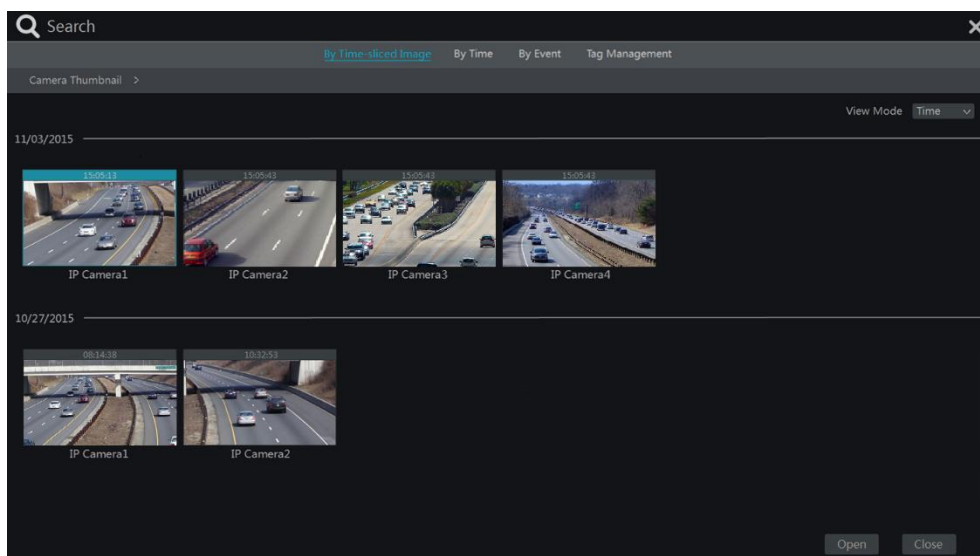 Search
By Time-sliced Image By Time By Event Tag Management
Camera Thumbnail >
View Mode Time
11/03/2015
15:05:13 15:05:43 15:05:43 15:05:43
IP Camera1 IP Camera2 IP Camera3 IP Camera4
10/27/2015
08:14:38 10:32:53
IP Camera1 IP Camera2
Open Close